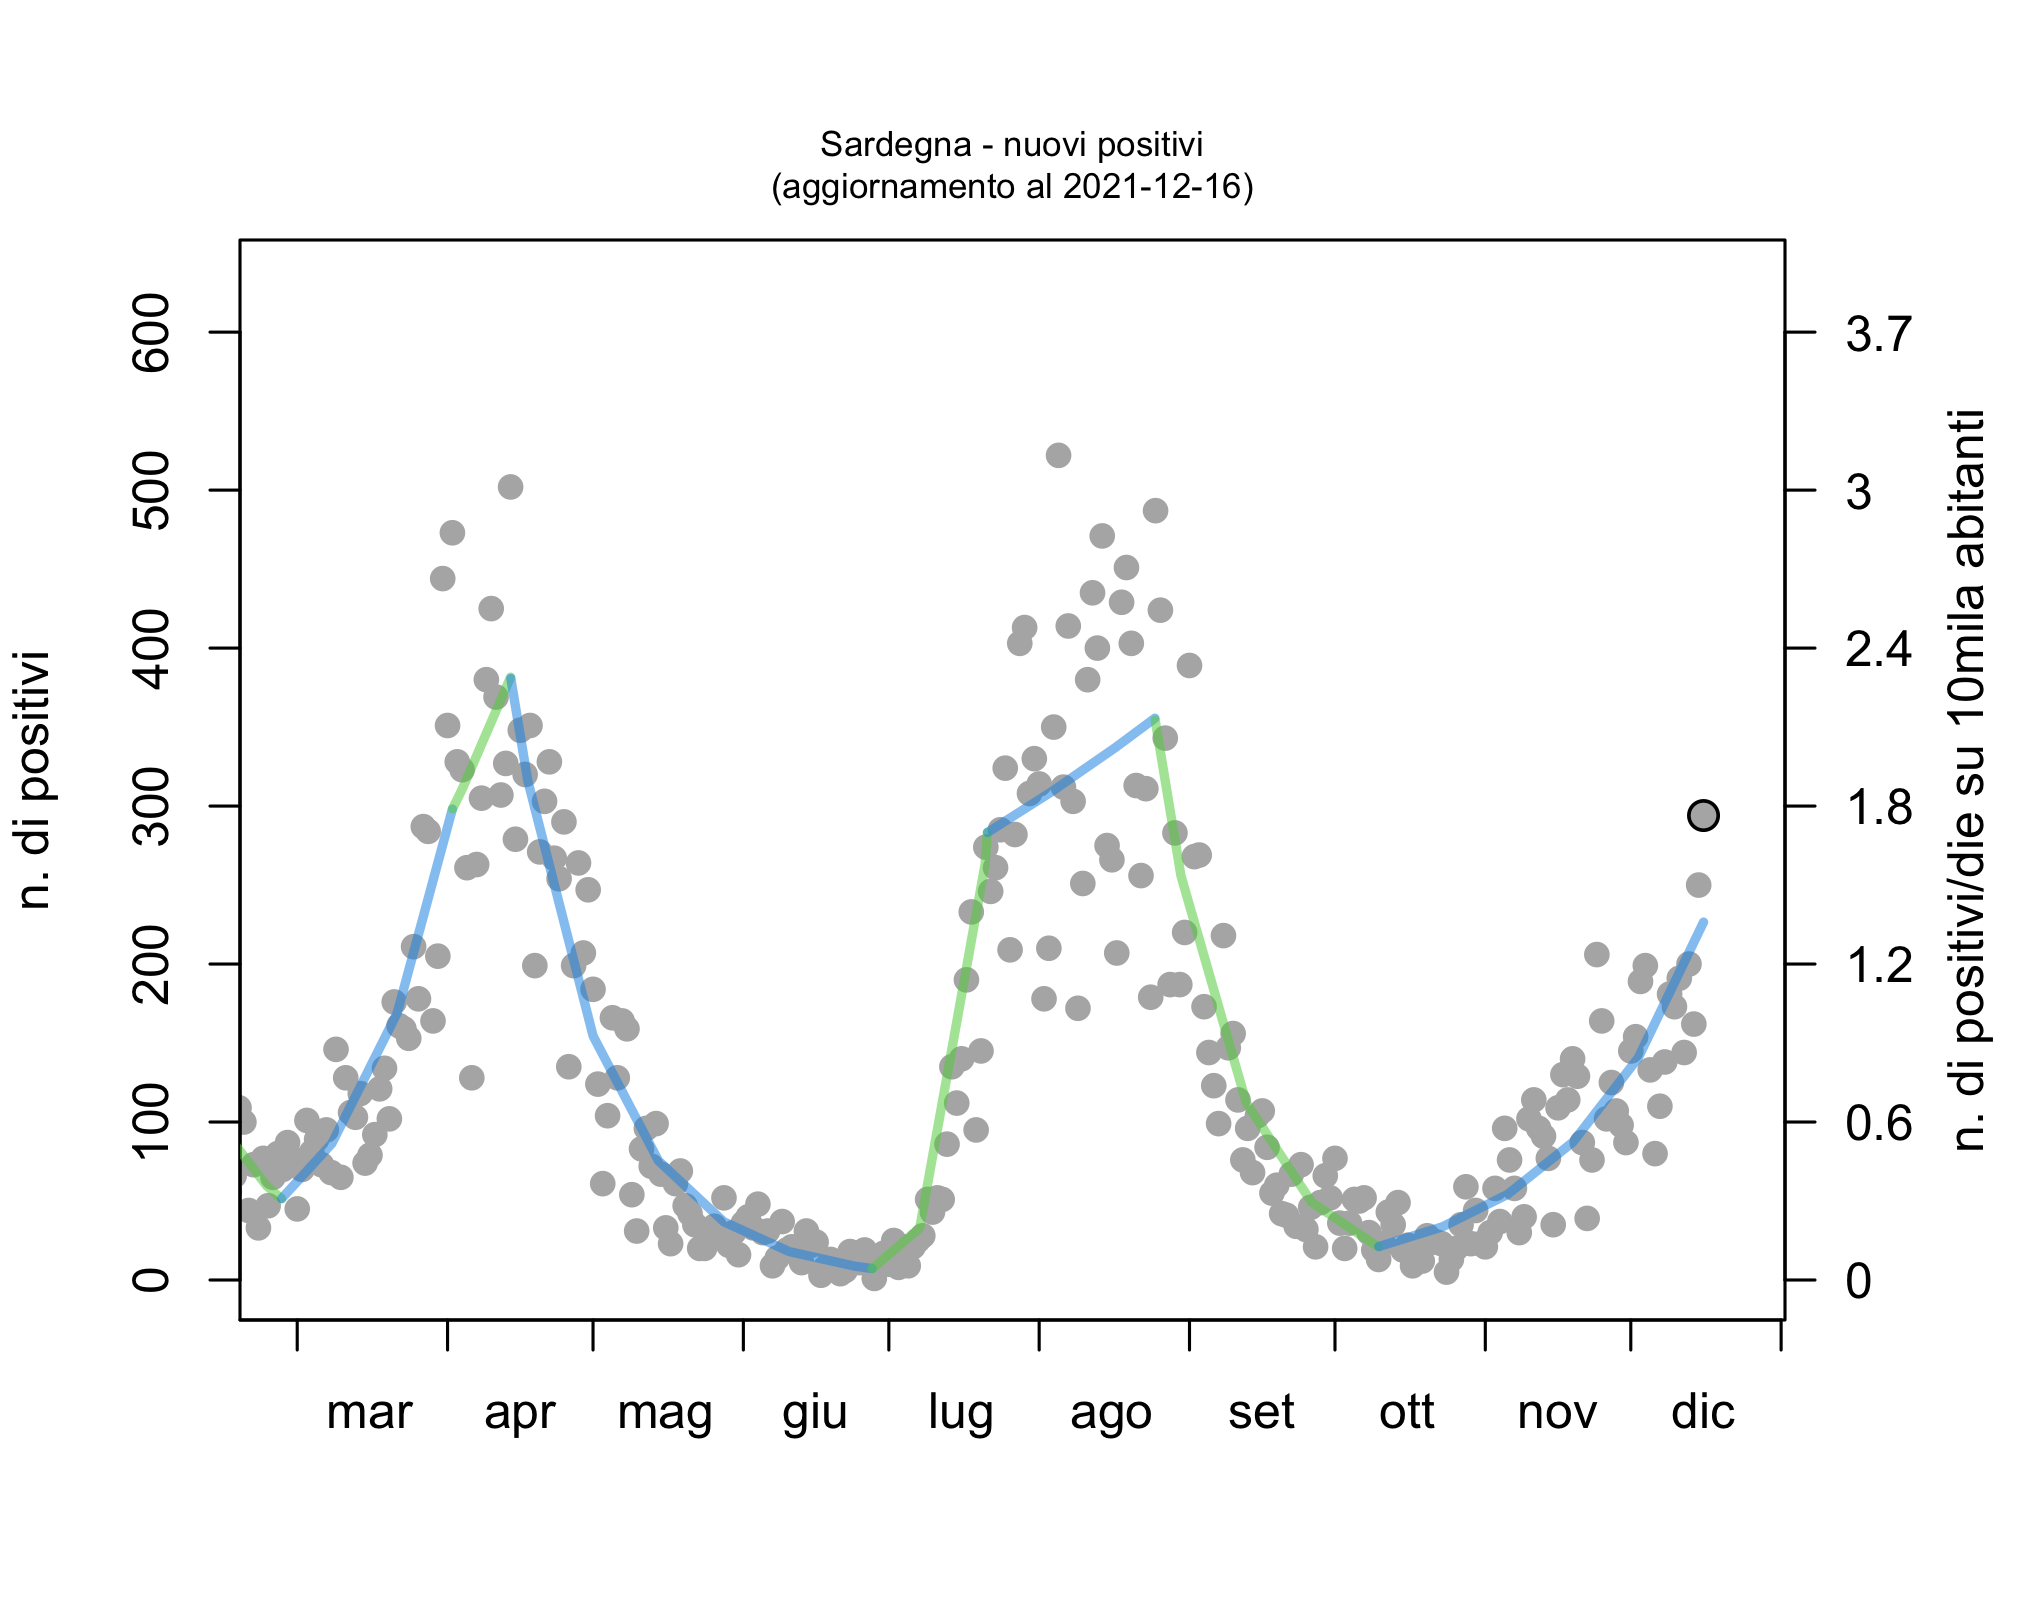 Sardegna - nuovi positivi
(aggiornamento al 2021-12-16)
n. di positivi
600
500
400
300
200
100
0
3.7
3
2.4
1.8
1.2
0.6
0
n. di positivi/die su 10mila abitanti
mar apr mag giu lug ago set ott nov dic